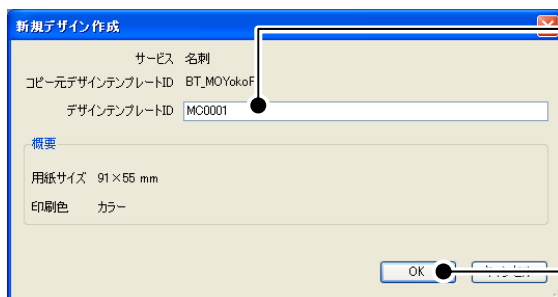 新規デザイン作成
サービス 名刺
コピー元デザインテンプレートID BT_MOYokoF
デザインテンプレートID MC0001
概要
用紙サイズ 91×55 mm
印刷色 カラー
OK